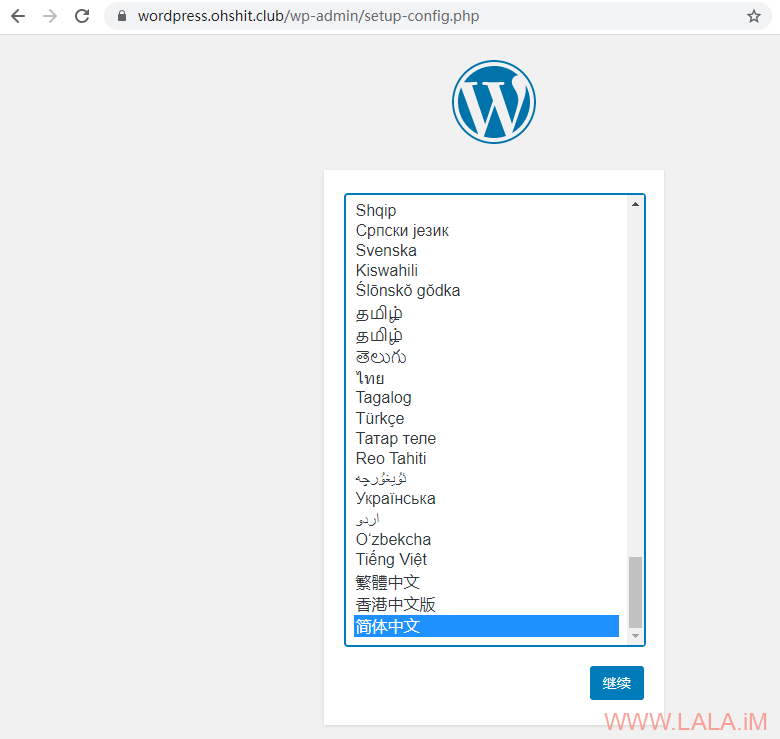 wordpress.ohshit.club/wp-admin/setup-config.php
Shqip
Српски језик
Svenska
Kiswahili
Ślōnskŏ gŏdka
தமிழ்
தமிழ்
తెలుగు
ไทย
Tagalog
Türkçe
Татар теле
Reo Tahiti
ئۇيغۇرچە
Українська
اردو
O‘zbekcha
Tiếng Việt
繁體中文
香港中文版
简体中文
继续
WWW.LALA.iM